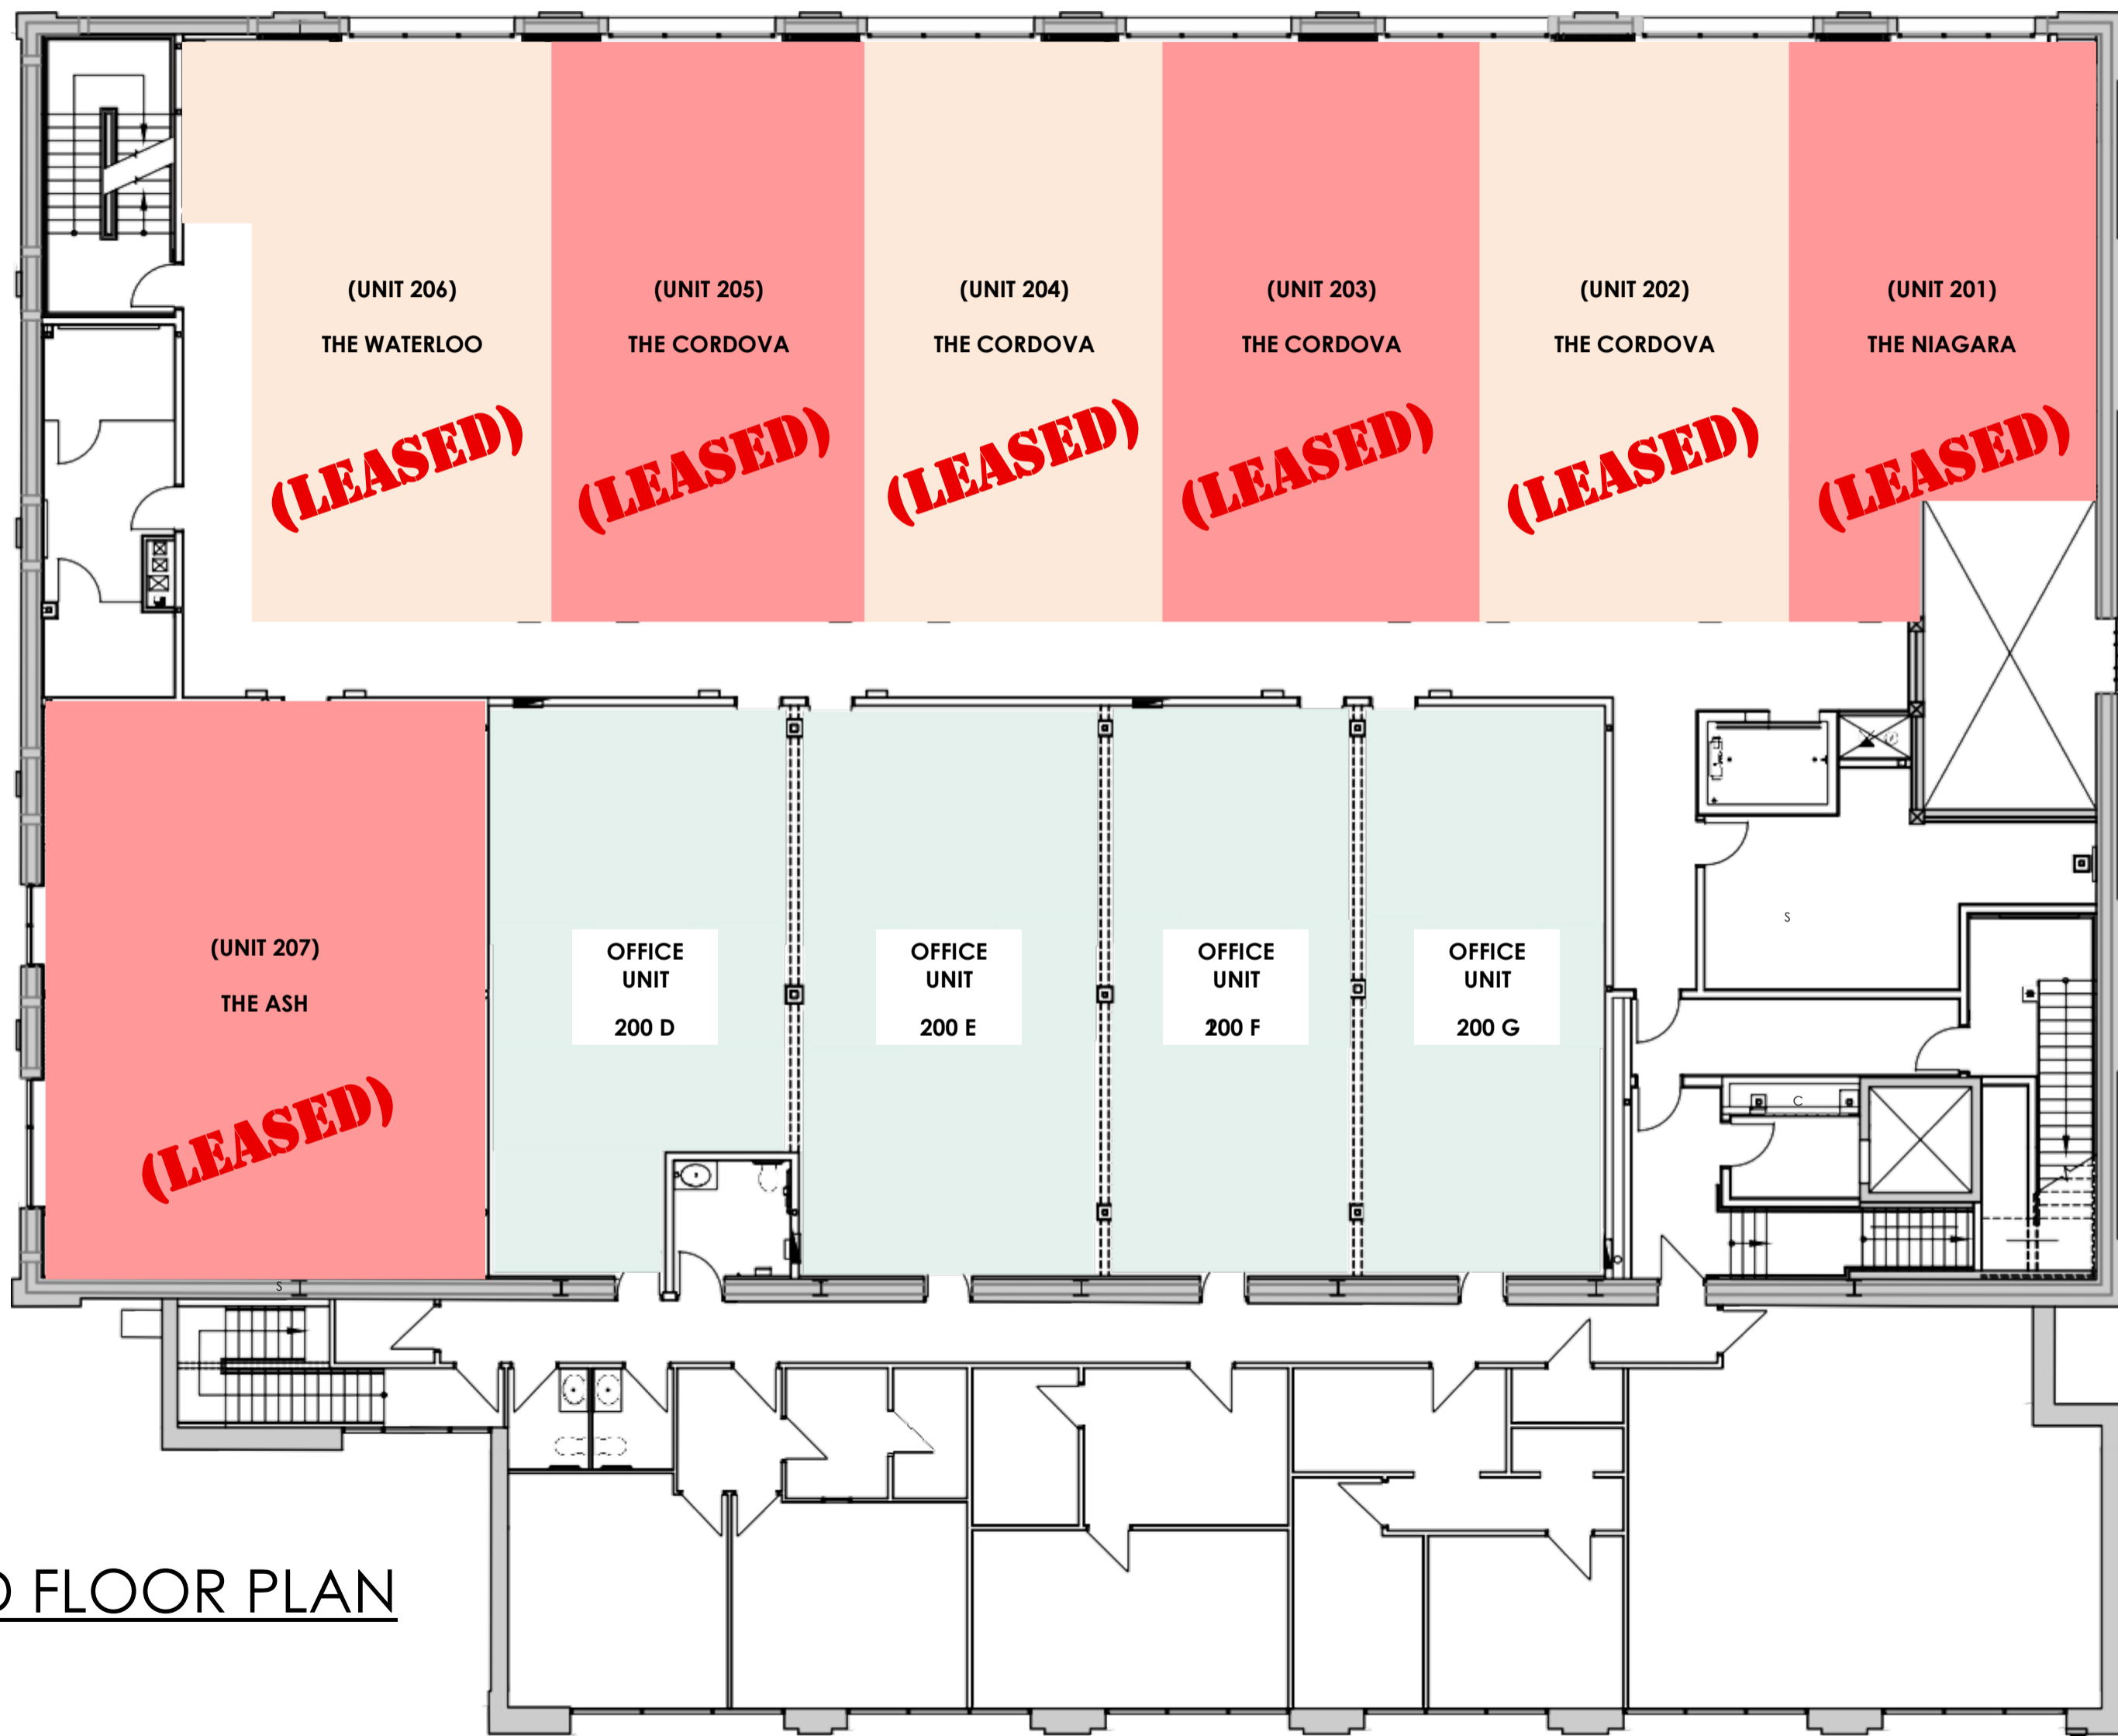 (UNIT 206)
THE WATERLOO
(LEASED)
(UNIT 205)
THE CORDOVA
(LEASED)
(UNIT 204)
THE CORDOVA
(LEASED)
(UNIT 203)
THE CORDOVA
(LEASED)
(UNIT 202)
THE CORDOVA
(LEASED)
(UNIT 201)
THE NIAGARA
(LEASED)
(UNIT 207)
THE ASH
(LEASED)
OFFICE
UNIT
200 D
OFFICE
UNIT
200 E
OFFICE
UNIT
200 F
OFFICE
UNIT
200 G
S
C
S
FLOOR PLAN